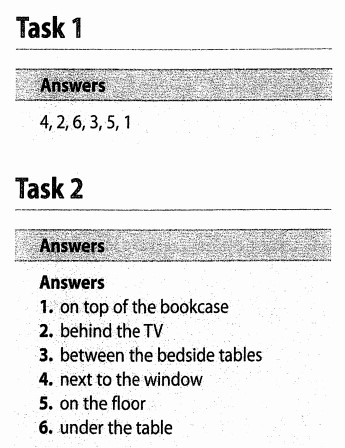 Task 1
Answers
4, 2, 6, 3, 5, 1
Task 2
Answers
Answers
1. on top of the bookcase
2. behind the TV
3. between the bedside tables
4. next to the window
5. on the floor
6. under the table